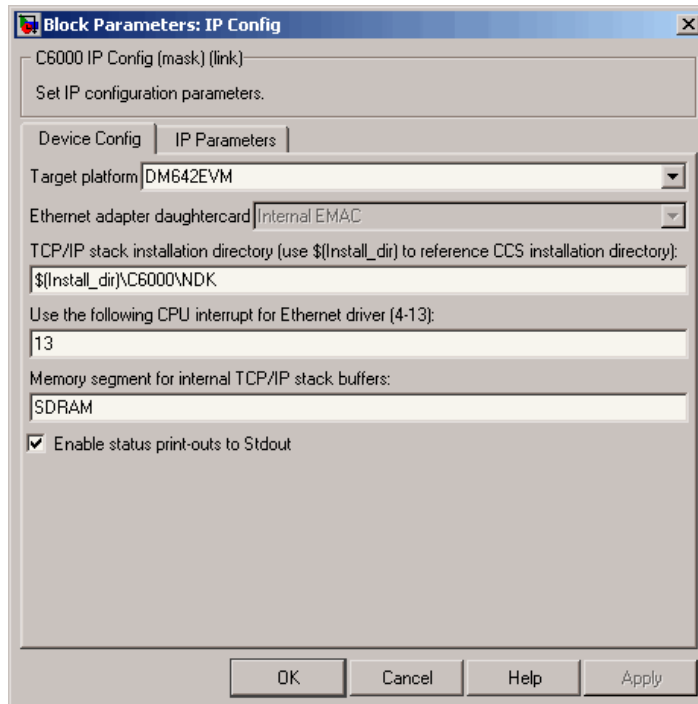 Block Parameters: IP Config
C6000 IP Config (mask) (link)
Set IP configuration parameters.
Device Config IP Parameters
Target platform DM642EVM
Ethernet adapter daughtercard Internal EMAC
TCP/IP stack installation directory (use $(Install_dir) to reference CCS installation directory):
$(Install_dir)\C6000\NDK
Use the following CPU interrupt for Ethernet driver (4-13):
13
Memory segment for internal TCP/IP stack buffers:
SDRAM
Enable status print-outs to Stdout
OK Cancel Help Apply